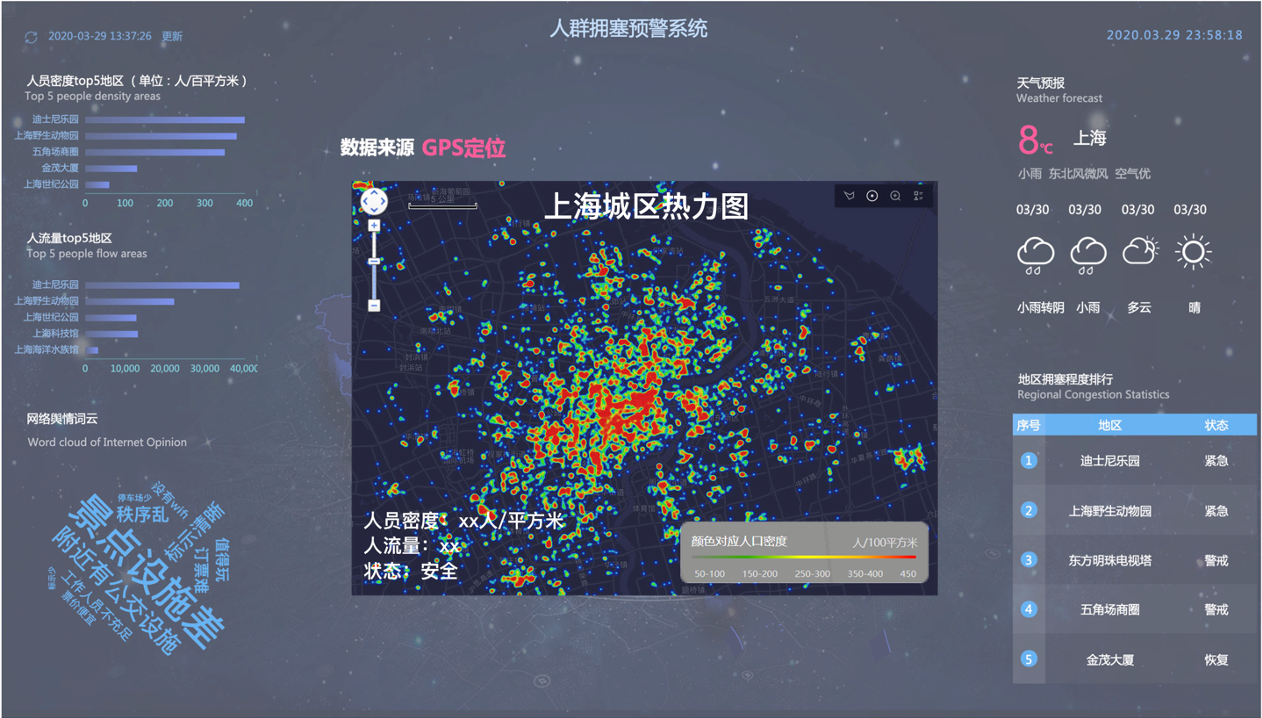 人群拥塞预警系统
2020-03-29 13:37:26 更新
2020.03.29 23:58:18
人员密度top5地区 ( 单位：人/百平方米 )
Top 5 people density areas
迪士尼乐园
上海野生动物园
五角场商圈
金茂大厦
上海世纪公园
0 100 200 300 400
人流量top5地区
Top 5 people flow areas
迪士尼乐园
上海野生动物园
上海世纪公园
上海科技馆
上海海洋水族馆
0 10,000 20,000 30,000 40,000
网络舆情词云
Word cloud of Internet Opinion
没有wifi
停车场少
秩序乱
标示清晰
景点设施差
附近有公交设施
订票难
值得玩
标示少
工作人员不充足
票价便宜
数据来源 GPS定位
上海城区热力图
5 公里
人员密度：xx人/平方米
人流量：xx
状态：安全
颜色对应人口密度 人/100平方米
50-100 150-200 250-300 350-400 450
天气预报
Weather forecast
8℃ 上海
小雨 东北风微风 空气优
03/30 03/30 03/30 03/30
小雨转阴 小雨 多云 晴
地区拥塞程度排行
Regional Congestion Statistics
序号 地区 状态
1 迪士尼乐园 紧急
2 上海野生动物园 紧急
3 东方明珠电视塔 警戒
4 五角场商圈 警戒
5 金茂大厦 恢复